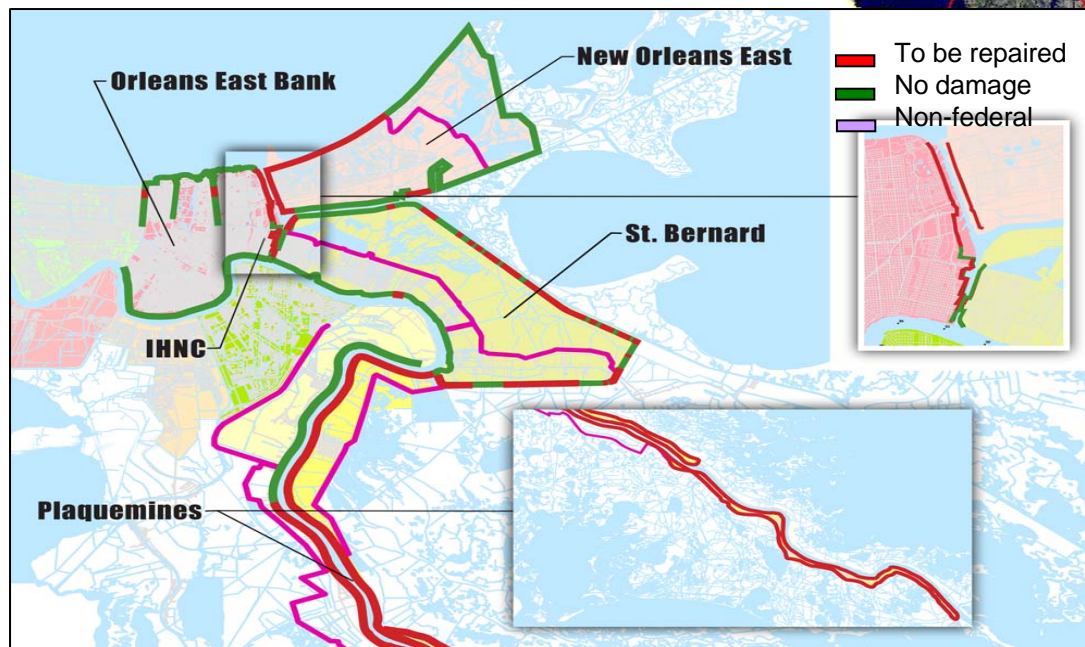 New Orleans East
Orleans East Bank
To be repaired
No damage
Non-federal
St. Bernard
IHNC
Plaquemines